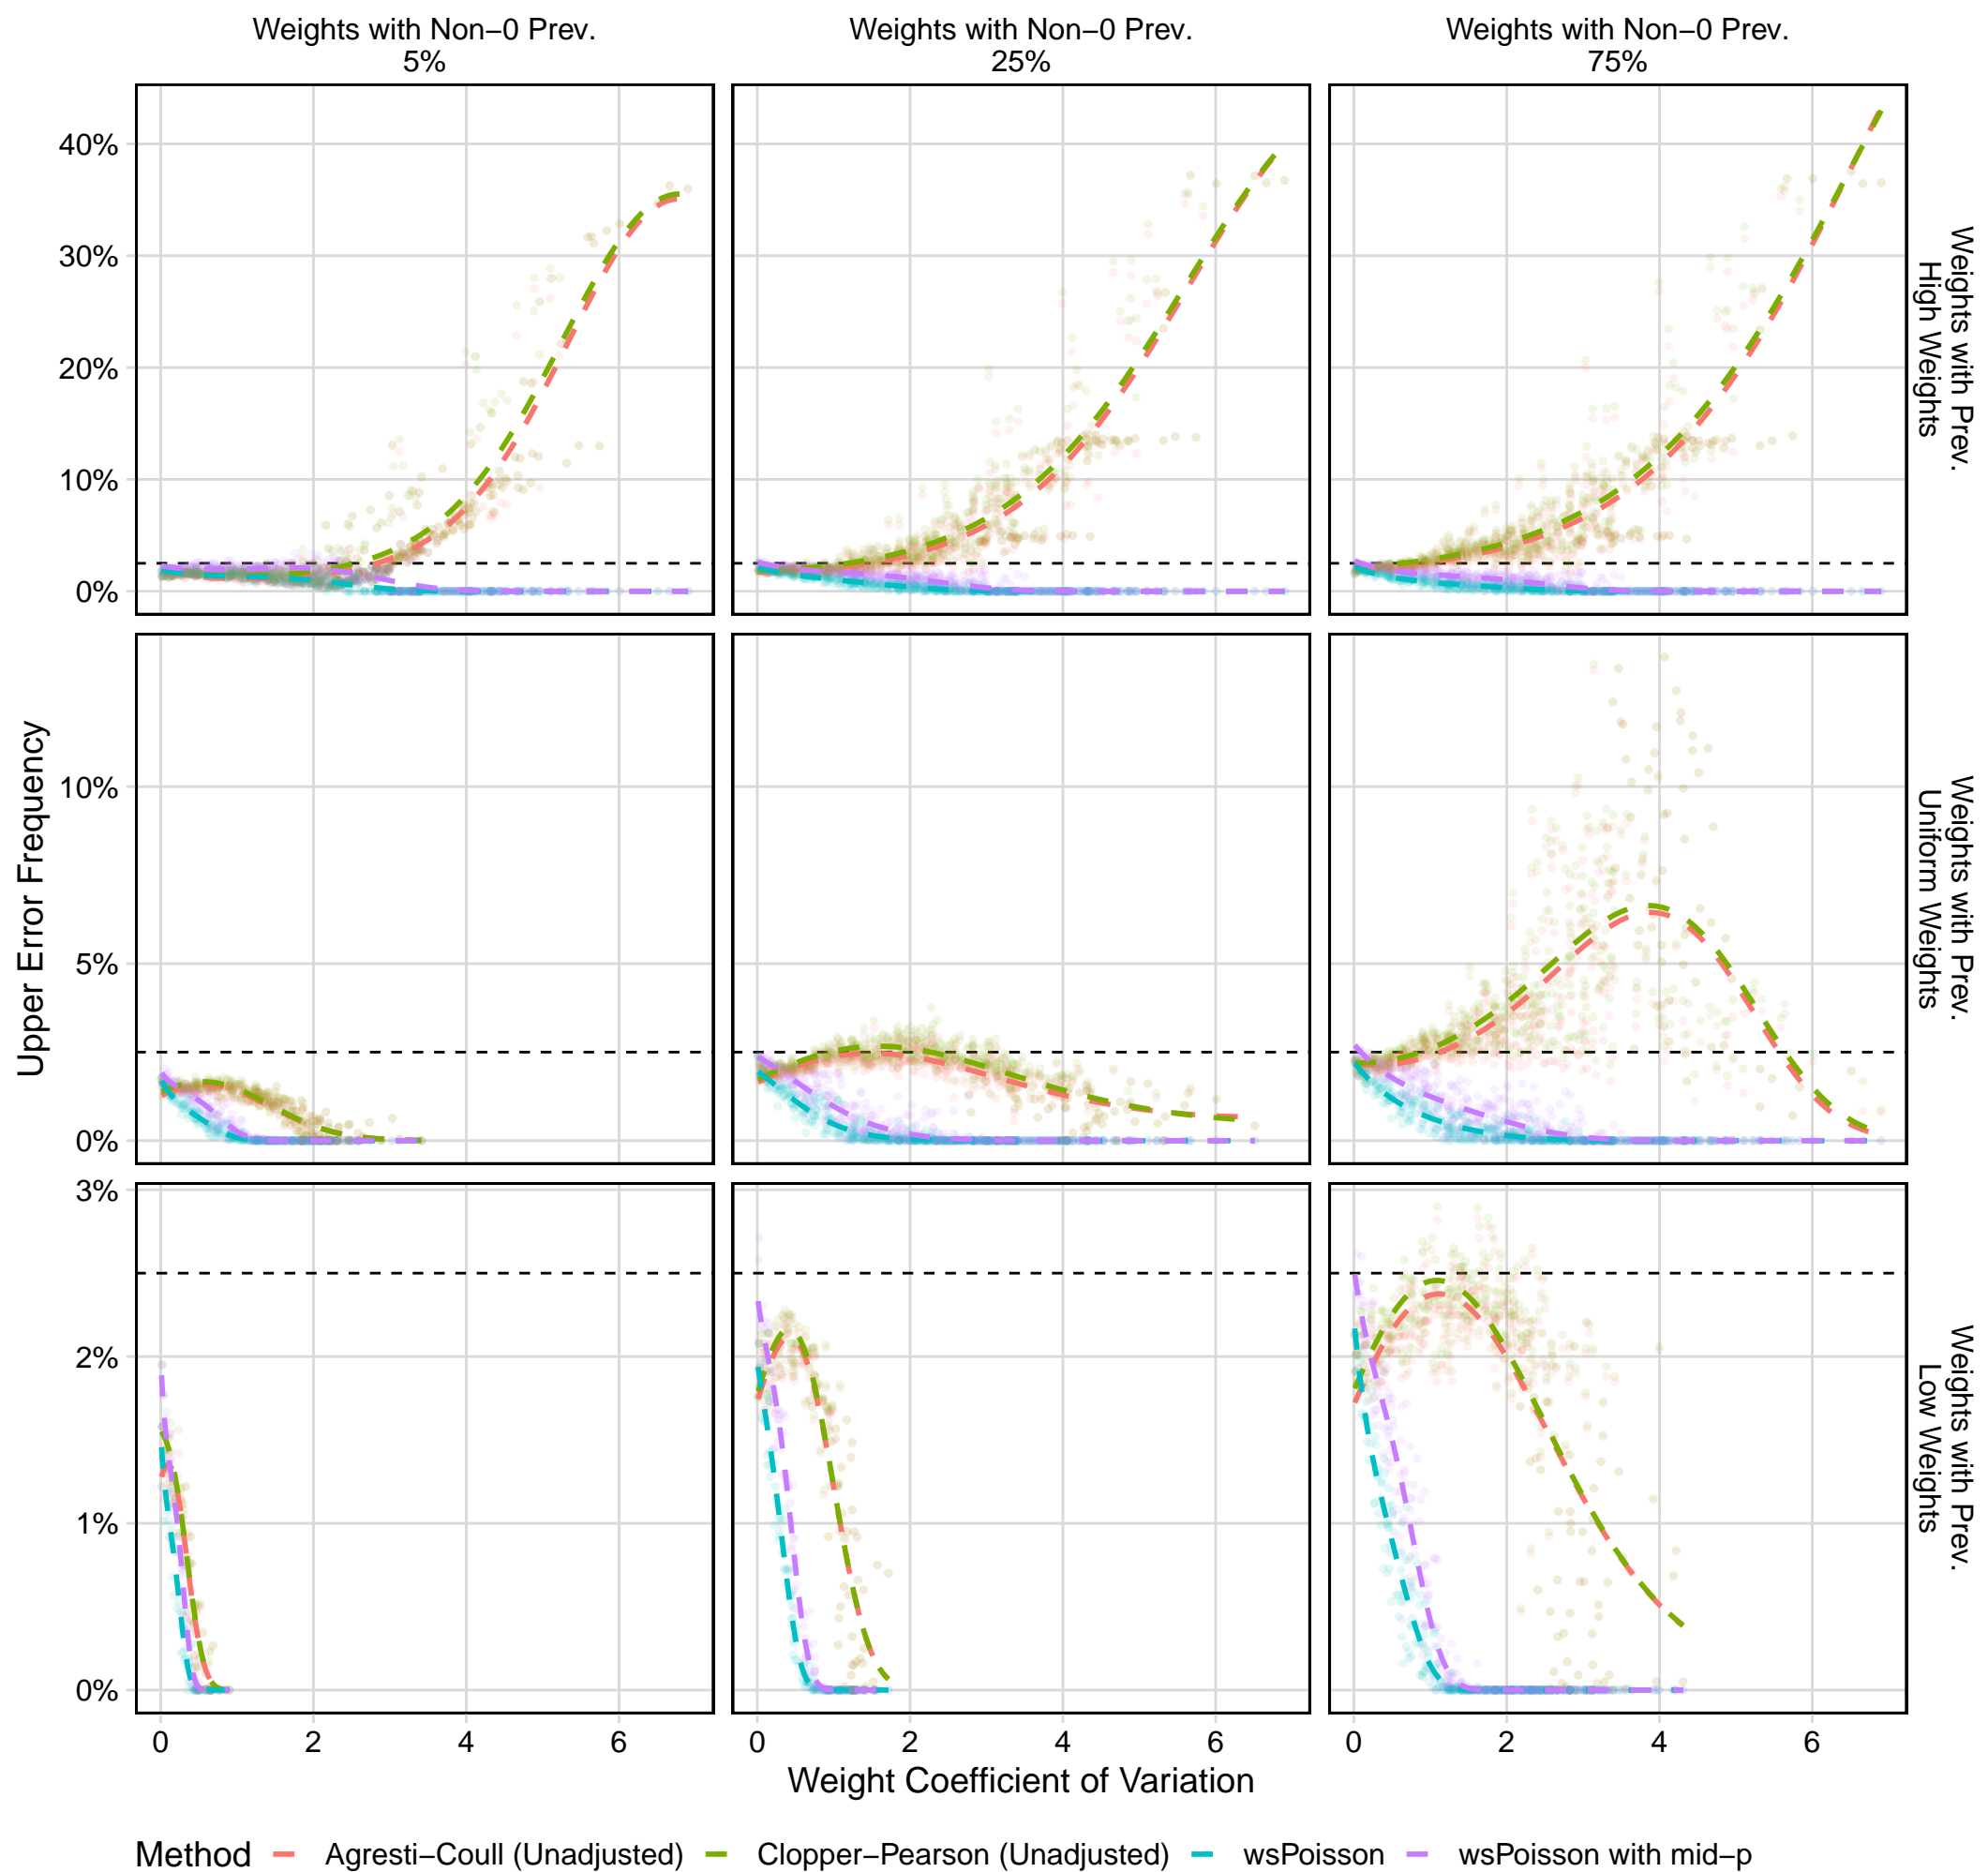 Weights with Non−0 Prev.
5%
Weights with Non−0 Prev.
25%
Weights with Non−0 Prev.
75%
40%
30%
20%
10%
0%
Weights with Prev.
High Weights
Upper Error Frequency
10%
5%
0%
Weights with Prev.
Uniform Weights
3%
2%
1%
0%
Weights with Prev.
Low Weights
0 2 4 6
0 2 4 6
0 2 4 6
Weight Coefficient of Variation
Method Agresti−Coull (Unadjusted) Clopper−Pearson (Unadjusted) wsPoisson wsPoisson with mid−p